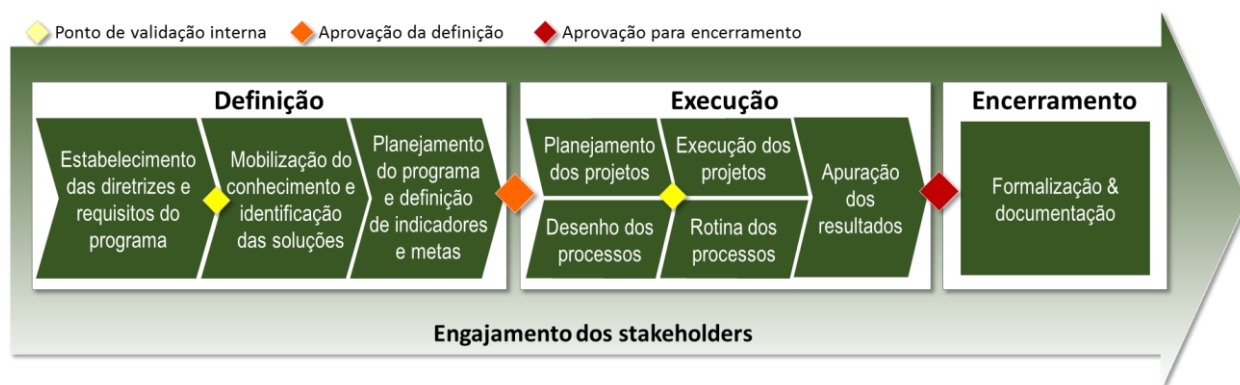 Ponto de validação interna
Aprovação da definição
Aprovação para encerramento
Definição
Estabelecimento
das diretrizes e
requisitos do
programa
Mobilização do
conhecimento e
identificação
das soluções
Planejamento
do programa
e definição
de indicadores
e metas
Execução
Planejamento
dos projetos
Execução dos
projetos
Desenho dos
processos
Rotina dos
processos
Apuração
dos
resultados
Encerramento
Formalização &
documentação
Engajamento dos stakeholders